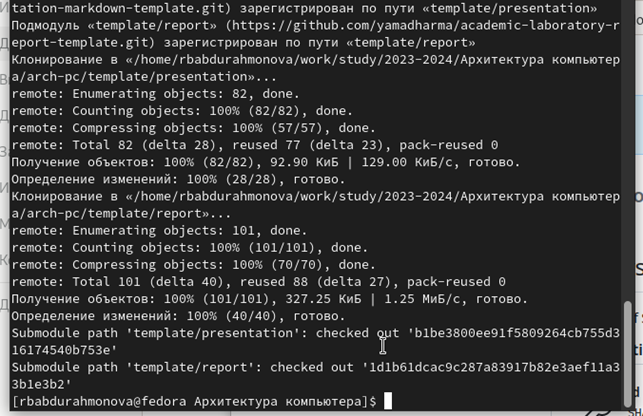 tation-markdown-template.git) зарегистрирован по пути «template/presentation»
Подмодуль «template/report» (https://github.com/yamadharma/academic-laboratory-r
eport-template.git) зарегистрирован по пути «template/report»
Клонирование в «/home/rbabdurahmonova/work/study/2023-2024/Архитектура компьютер
а/arch-pc/template/presentation»...
remote: Enumerating objects: 82, done.
remote: Counting objects: 100% (82/82), done.
remote: Compressing objects: 100% (57/57), done.
remote: Total 82 (delta 28), reused 77 (delta 23), pack-reused 0
Получение объектов: 100% (82/82), 92.90 КиБ | 129.00 КиБ/с, готово.
Определение изменений: 100% (28/28), готово.
Клонирование в «/home/rbabdurahmonova/work/study/2023-2024/Архитектура компьютер
а/arch-pc/template/report»...
remote: Enumerating objects: 101, done.
remote: Counting objects: 100% (101/101), done.
remote: Compressing objects: 100% (70/70), done.
remote: Total 101 (delta 40), reused 88 (delta 27), pack-reused 0
Получение объектов: 100% (101/101), 327.25 КиБ | 1.25 МиБ/с, готово.
Определение изменений: 100% (40/40), готово.
Submodule path 'template/presentation': checked out 'b1be3800ee91f5809264cb755d3
16174540b753e'
Submodule path 'template/report': checked out '1d1b61dcac9c287a83917b82e3aef11a3
3b1e3b2'
[rbabdurahmonova@fedora Архитектура компьютера]$